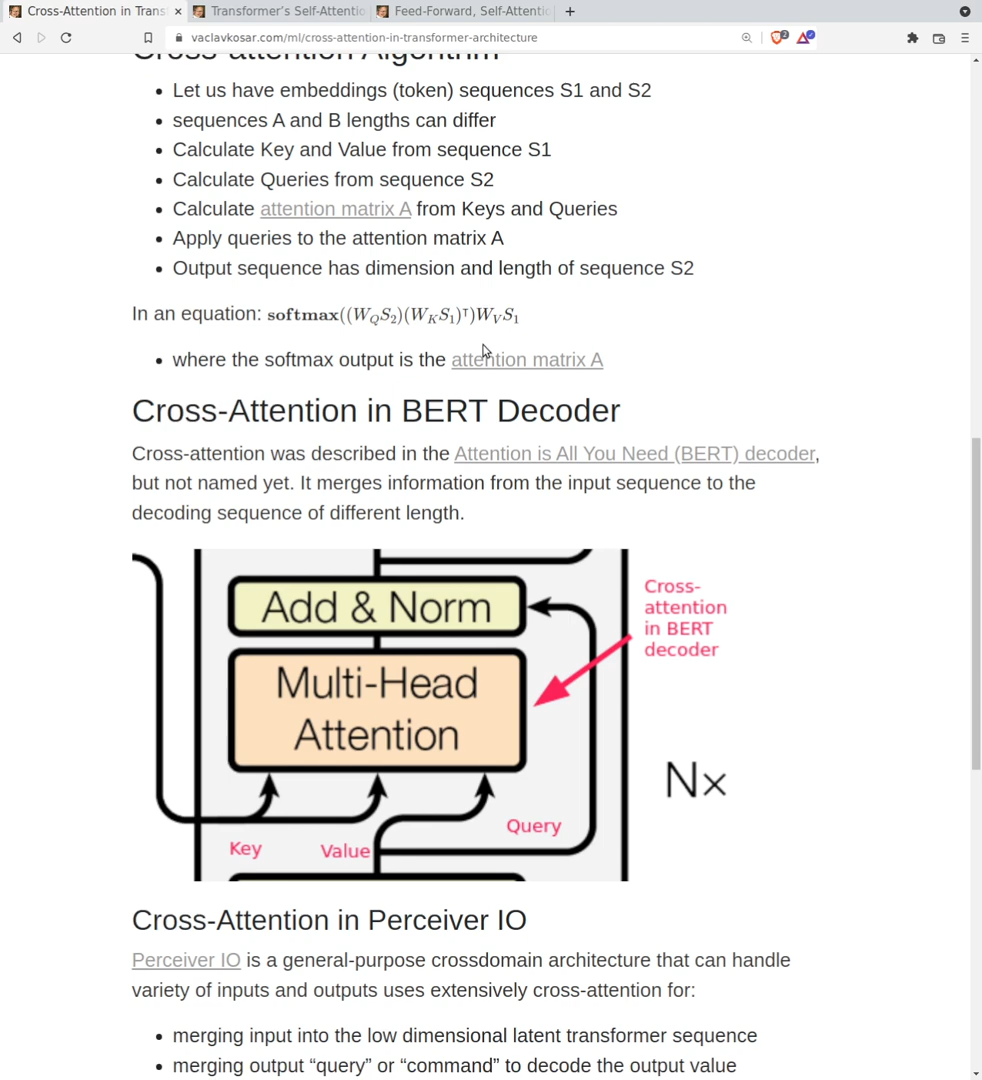 Cross-Attention in Trans
Transformer's Self-Attentio
Feed-Forward, Self-Attentio
vaclavkosar.com/ml/cross-attention-in-transformer-architecture
2
Cross-attention Algorithm
• Let us have embeddings (token) sequences S1 and S2
• sequences A and B lengths can differ
• Calculate Key and Value from sequence S1
• Calculate Queries from sequence S2
• Calculate attention matrix A from Keys and Queries
• Apply queries to the attention matrix A
• Output sequence has dimension and length of sequence S2
In an equation: softmax((W_Q S_2)(W_K S_1)^⊺)W_V S_1
• where the softmax output is the attention matrix A
Cross-Attention in BERT Decoder
Cross-attention was described in the Attention is All You Need (BERT) decoder,
but not named yet. It merges information from the input sequence to the
decoding sequence of different length.
Add & Norm
Cross-
attention
in BERT
decoder
Multi-Head
Attention
N×
Key
Value
Query
Cross-Attention in Perceiver IO
Perceiver IO is a general-purpose crossdomain architecture that can handle
variety of inputs and outputs uses extensively cross-attention for:
• merging input into the low dimensional latent transformer sequence
• merging output “query” or “command” to decode the output value